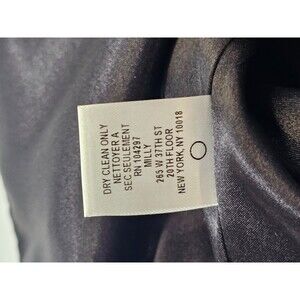 DRY CLEAN ONLY
NETTOYER A
SEC SEULEMENT
RN 104297
MILLY
265 W 37TH ST
20TH FLOOR
NEW YORK, NY 10018